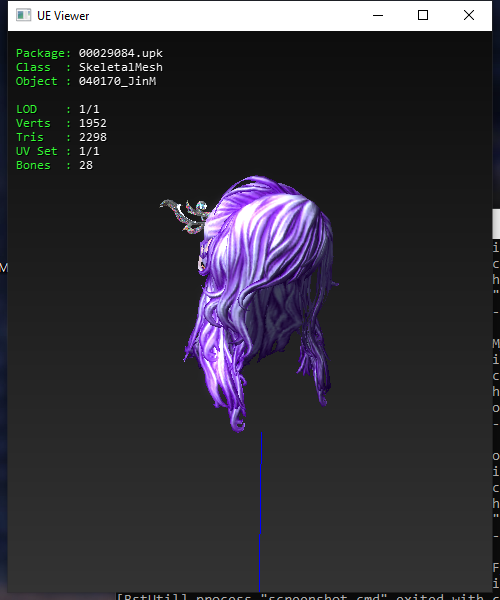 UE Viewer
Package: 00029084.upk
Class  : SkeletalMesh
Object : 040170_JinM
LOD    : 1/1
Verts  : 1952
Tris   : 2298
UV Set : 1/1
Bones  : 28
M
i
c
h
"
-
M
i
c
h
o
-
o
i
c
h
"
-
F
i
[BstUtil] process "screenshot.cmd" exited with c